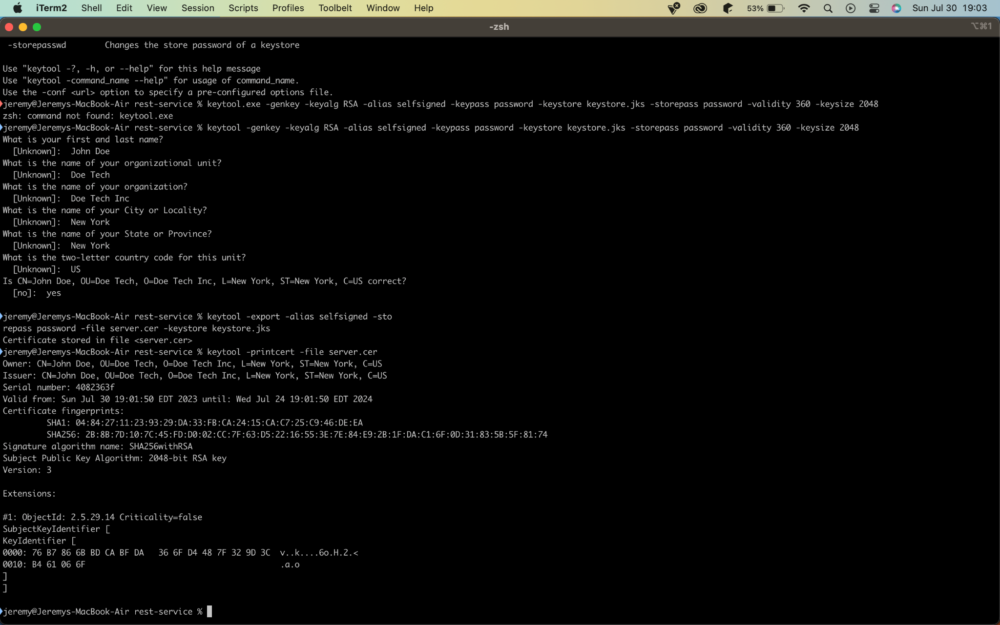 iTerm2 Shell Edit View Session Scripts Profiles Toolbelt Window Help 53% Sun Jul 30 19:03
-zsh ⌥⌘1
-storepasswd Changes the store password of a keystore
Use "keytool -?, -h, or --help" for this help message
Use "keytool -command_name --help" for usage of command_name.
Use the -conf <url> option to specify a pre-configured options file.
jeremy@Jeremys-MacBook-Air rest-service % keytool.exe -genkey -keyalg RSA -alias selfsigned -keypass password -keystore keystore.jks -storepass password -validity 360 -keysize 2048
zsh: command not found: keytool.exe
jeremy@Jeremys-MacBook-Air rest-service % keytool -genkey -keyalg RSA -alias selfsigned -keypass password -keystore keystore.jks -storepass password -validity 360 -keysize 2048
What is your first and last name?
[Unknown]: John Doe
What is the name of your organizational unit?
[Unknown]: Doe Tech
What is the name of your organization?
[Unknown]: Doe Tech Inc
What is the name of your City or Locality?
[Unknown]: New York
What is the name of your State or Province?
[Unknown]: New York
What is the two-letter country code for this unit?
[Unknown]: US
Is CN=John Doe, OU=Doe Tech, O=Doe Tech Inc, L=New York, ST=New York, C=US correct?
[no]: yes
jeremy@Jeremys-MacBook-Air rest-service % keytool -export -alias selfsigned -sto
repass password -file server.cer -keystore keystore.jks
Certificate stored in file <server.cer>
jeremy@Jeremys-MacBook-Air rest-service % keytool -printcert -file server.cer
Owner: CN=John Doe, OU=Doe Tech, O=Doe Tech Inc, L=New York, ST=New York, C=US
Issuer: CN=John Doe, OU=Doe Tech, O=Doe Tech Inc, L=New York, ST=New York, C=US
Serial number: 4082363f
Valid from: Sun Jul 30 19:01:50 EDT 2023 until: Wed Jul 24 19:01:50 EDT 2024
Certificate fingerprints:
SHA1: 04:84:27:11:23:93:29:DA:33:FB:CA:24:15:CA:C7:25:C9:46:DE:EA
SHA256: 2B:8B:7D:10:7C:45:FD:D0:02:CC:7F:63:D5:22:16:55:3E:7E:84:E9:2B:1F:DA:C1:6F:0D:31:83:5B:5F:81:74
Signature algorithm name: SHA256withRSA
Subject Public Key Algorithm: 2048-bit RSA key
Version: 3
Extensions:
#1: ObjectId: 2.5.29.14 Criticality=false
SubjectKeyIdentifier [
KeyIdentifier [
0000: 76 B7 86 6B BD CA BF DA 36 6F D4 48 7F 32 9D 3C v..k....6o.H.2.<
0010: B4 61 06 6F .a.o
]
]
jeremy@Jeremys-MacBook-Air rest-service %